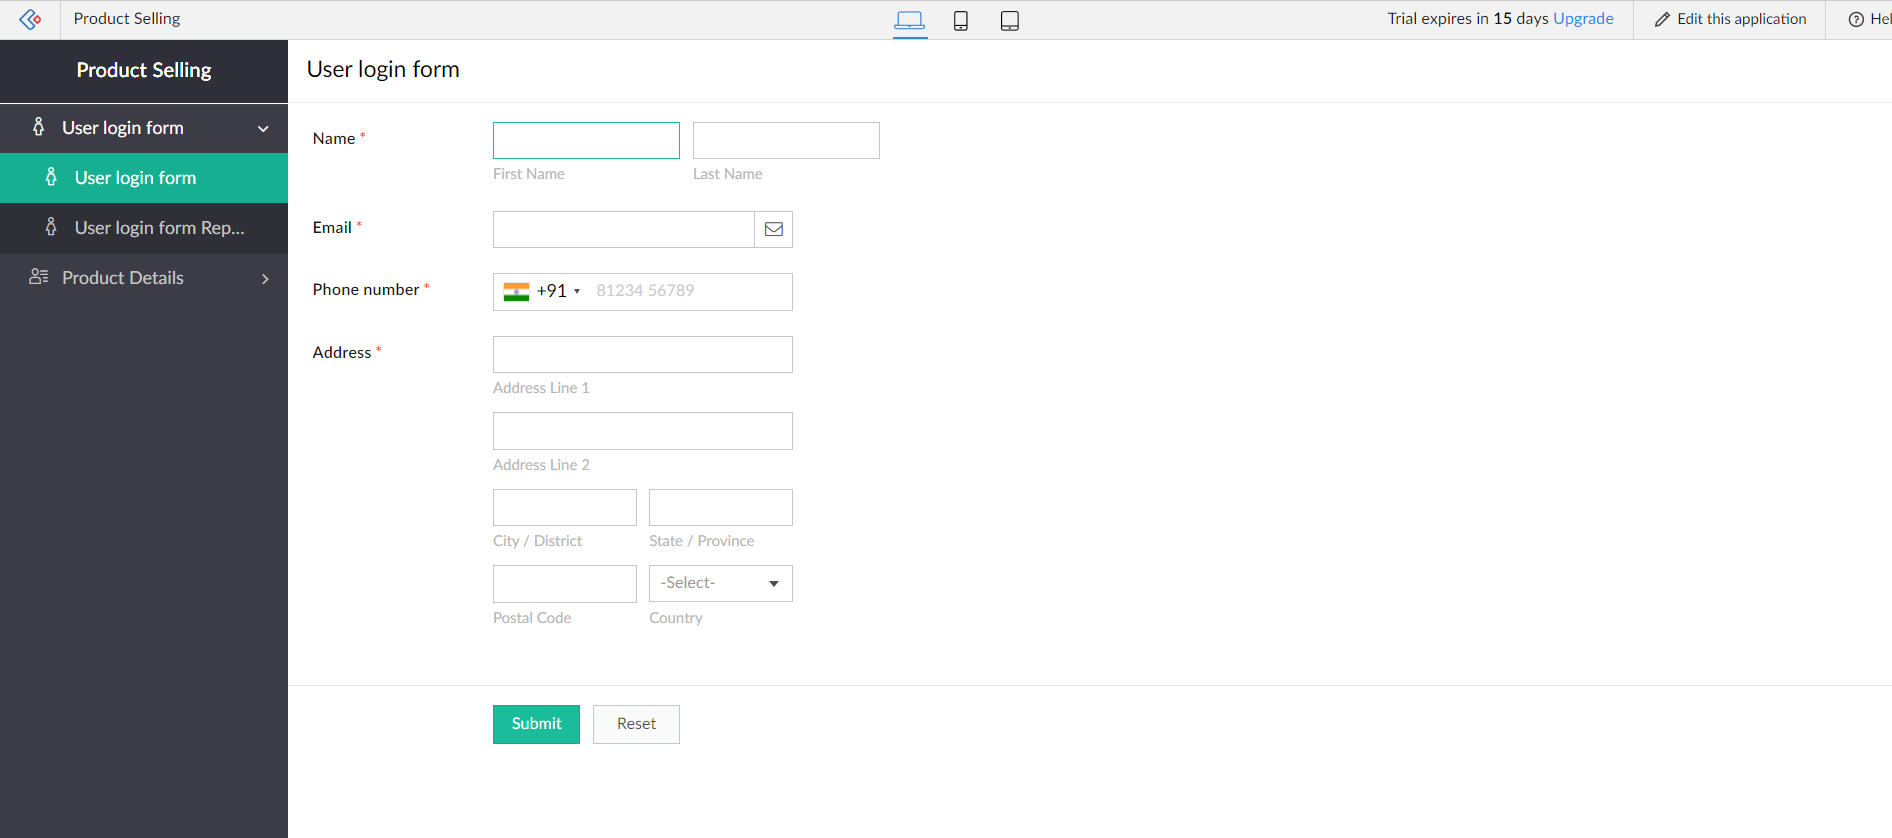 Product Selling
Trial expires in 15 days Upgrade
Edit this application
Product Selling
User login form
User login form
User login form Rep...
Product Details
User login form
Name *
First Name
Last Name
Email *
Phone number *
+91
81234 56789
Address *
Address Line 1
Address Line 2
City / District
State / Province
-Select-
Postal Code
Country
Submit
Reset